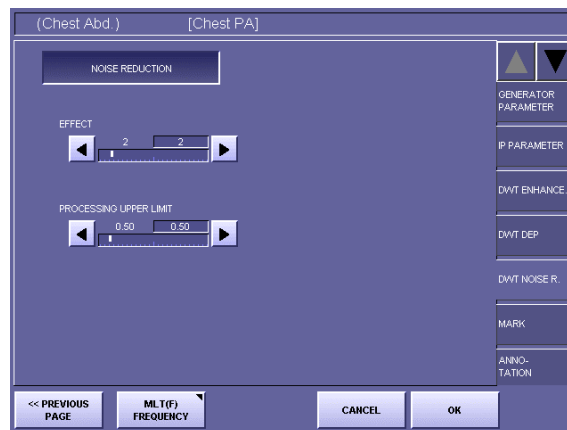 (Chest Abd.) [Chest PA]
NOISE REDUCTION
EFFECT
2 2
PROCESSING UPPER LIMIT
0.50 0.50
GENERATOR
PARAMETER
IP PARAMETER
DWT ENHANCE.
DWT DEP
DWT NOISE R.
MARK
ANNO-
TATION
<< PREVIOUS
PAGE
MLT(F)
FREQUENCY
CANCEL
OK